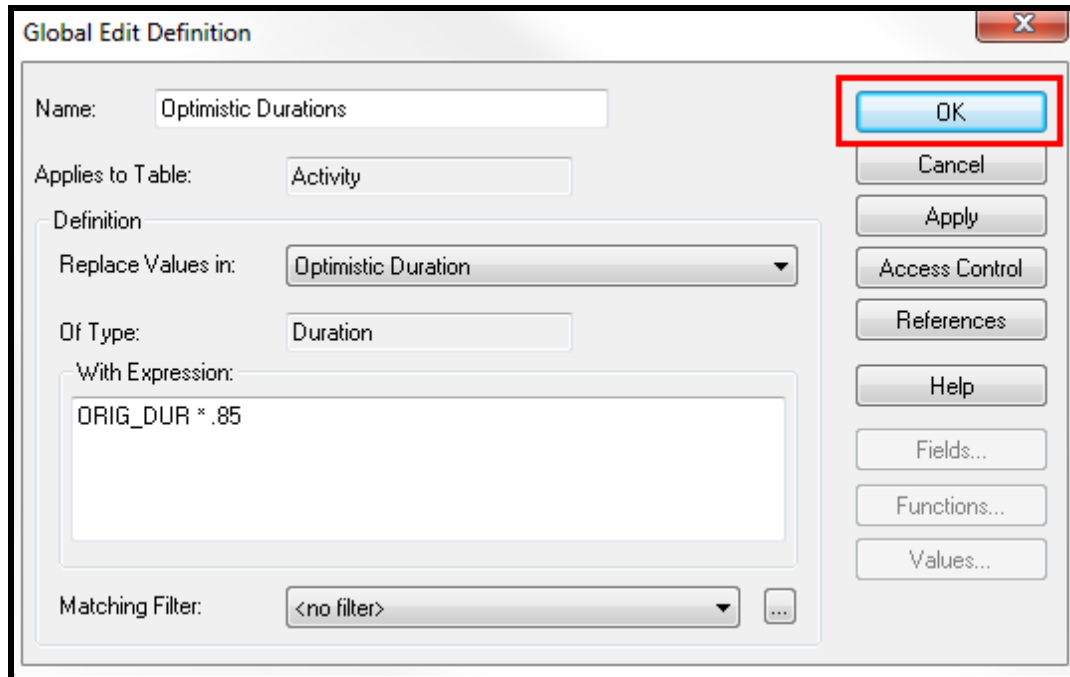 Global Edit Definition
Name: Optimistic Durations
OK
Applies to Table: Activity
Cancel
Definition
Apply
Replace Values in: Optimistic Duration
Access Control
Of Type: Duration
References
With Expression:
Help
ORIG_DUR * .85
Fields...
Functions...
Values...
Matching Filter: <no filter>
...